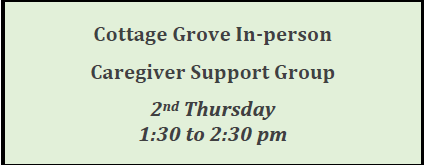 Cottage Grove In-person
Caregiver Support Group
2nd Thursday
1:30 to 2:30 pm